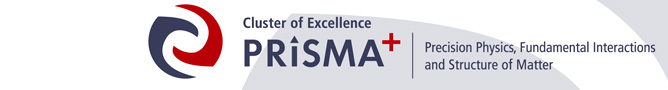 Cluster of Excellence
PRiSMA+
Precision Physics, Fundamental Interactions
and Structure of Matter